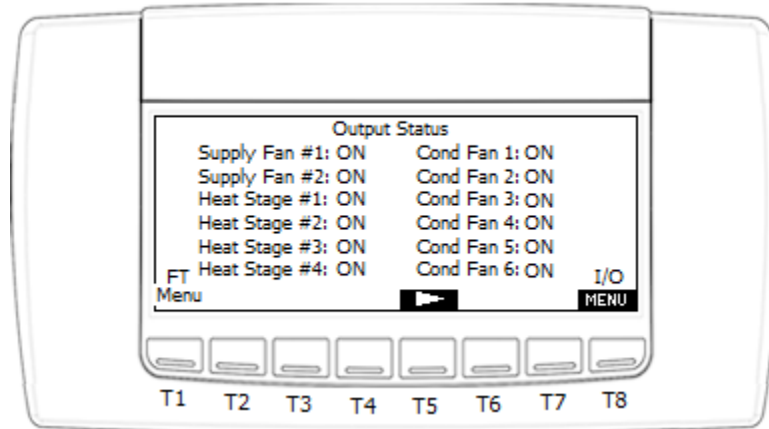 Output Status
Supply Fan #1: ON Cond Fan 1: ON
Supply Fan #2: ON Cond Fan 2: ON
Heat Stage #1: ON Cond Fan 3: ON
Heat Stage #2: ON Cond Fan 4: ON
Heat Stage #3: ON Cond Fan 5: ON
Heat Stage #4: ON Cond Fan 6: ON
FT I/O
Menu MENU
T1 T2 T3 T4 T5 T6 T7 T8